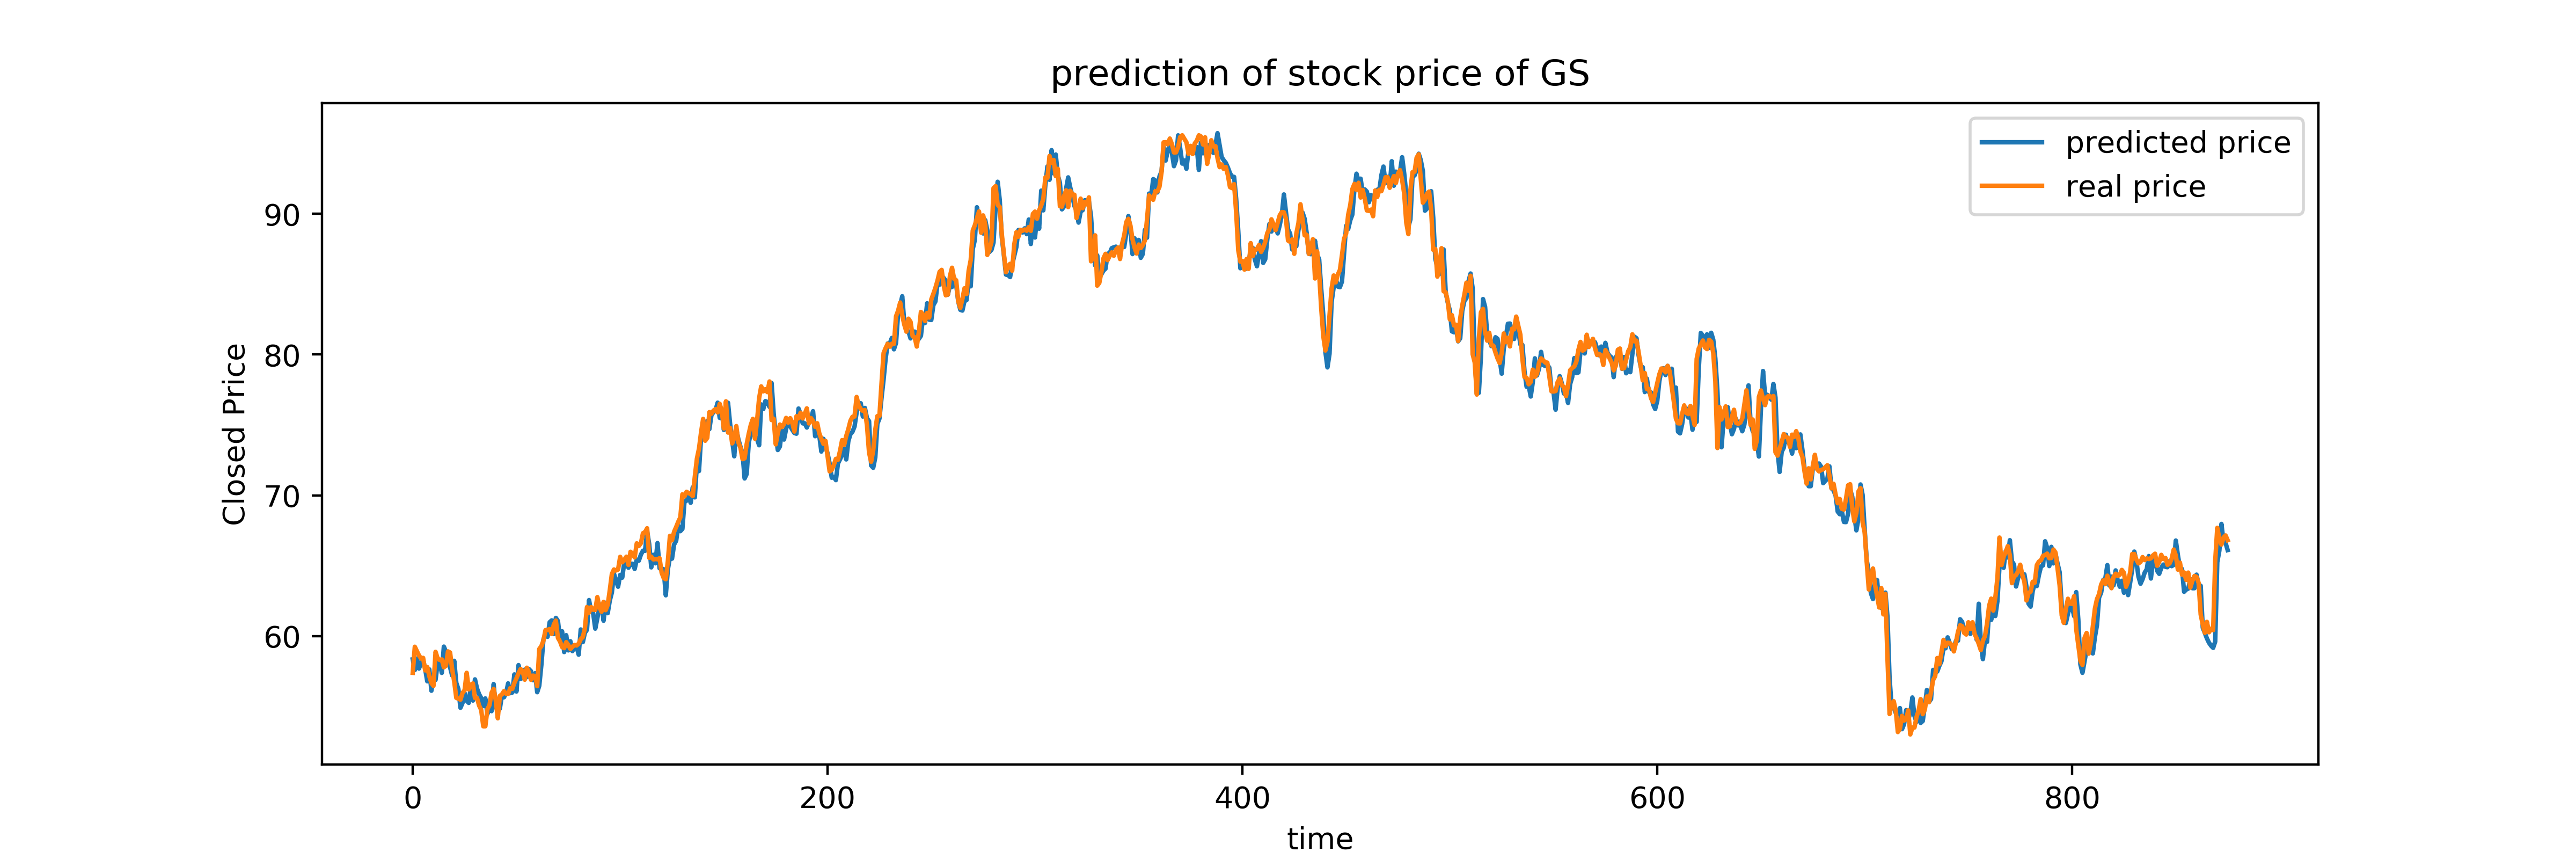 prediction of stock price of GS
predicted price
real price
Closed Price
90
80
70
60
0 200 400 600 800
time